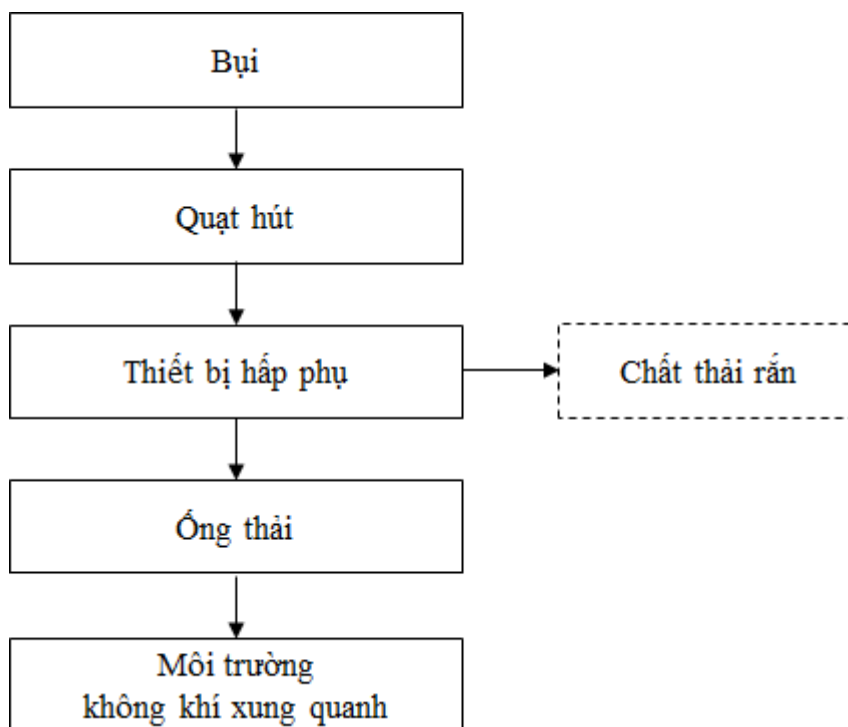 Bụi
Quạt hút
Thiết bị hấp phụ
Chất thải rắn
Ống thải
Môi trường
không khí xung quanh